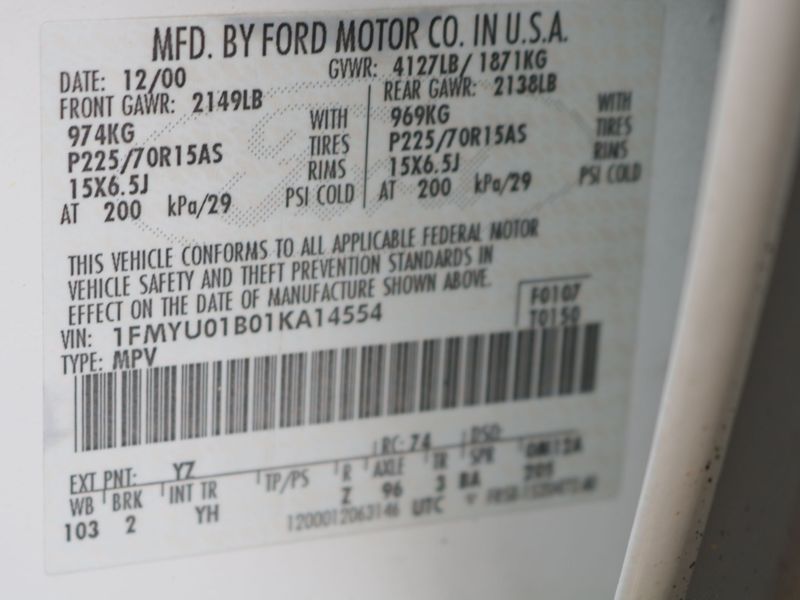 MFD. BY FORD MOTOR CO. IN U.S.A.
DATE: 12/00 GVWR: 4127LB/ 1871KG
FRONT GAWR: 2149LB REAR GAWR: 2138LB
974KG WITH 969KG WITH
P225/70R15AS TIRES P225/70R15AS TIRES
15X6.5J RIMS 15X6.5J RIMS
AT 200 kPa/29 PSI COLD AT 200 kPa/29 PSI COLD
THIS VEHICLE CONFORMS TO ALL APPLICABLE FEDERAL MOTOR
VEHICLE SAFETY AND THEFT PREVENTION STANDARDS IN
EFFECT ON THE DATE OF MANUFACTURE SHOWN ABOVE.
F0107
VIN: 1FMYU01B01KA14554 T0150
TYPE: MPV
EXT PNT: YZ RC: 74 DSO:
WB BRK INT TR TP/PS R AXLE TR SPR
103 2 YH Z 96 3 BA
1200012063146 UTC